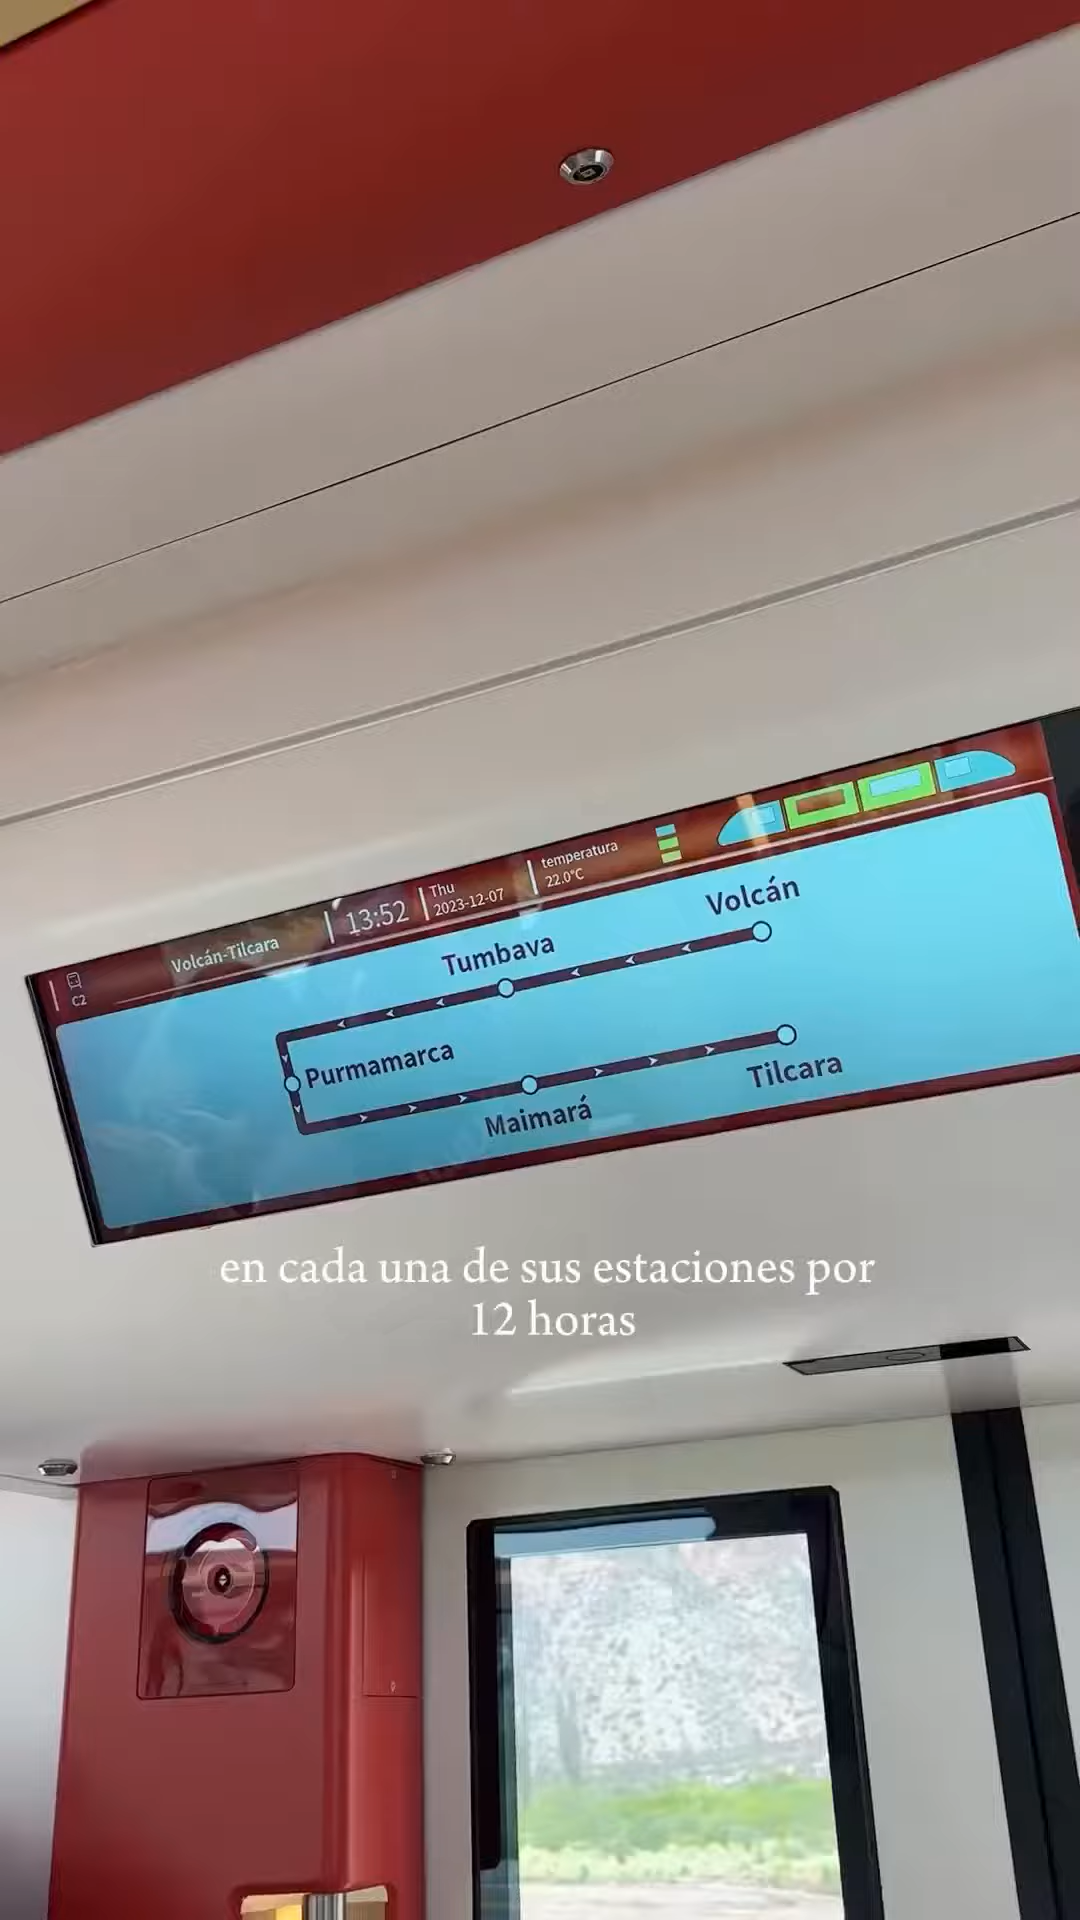 C2
Volcán-Tilcara
13:52
Thu
2023-12-07
temperatura
22.0°C
Volcán
Tumbava
Purmamarca
Maimará
Tilcara
en cada una de sus estaciones por
12 horas